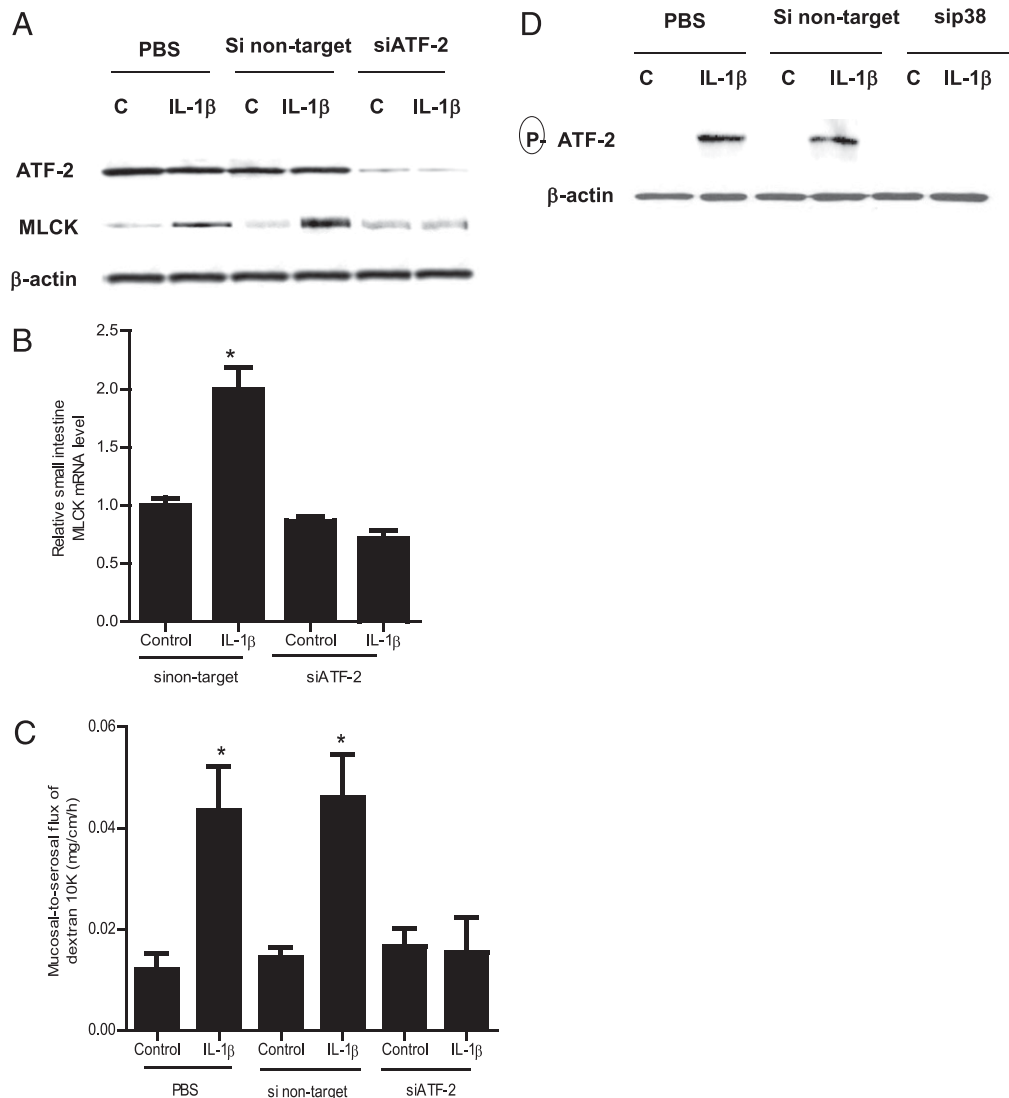 A
PBS Si non-target siATF-2
C IL-1β C IL-1β C IL-1β
ATF-2
MLCK
β-actin
D
PBS Si non-target sip38
C IL-1β C IL-1β C IL-1β
P- ATF-2
β-actin
B
Relative small intestine
MLCK mRNA level
2.5
2.0
1.5
1.0
0.5
0.0
*
Control IL-1β Control IL-1β
sinon-target siATF-2
C
Mucosal-to-serosal flux of
dextran 10K (mg/cm/h)
0.06
0.04
0.02
0.00
* *
Control IL-1β Control IL-1β Control IL-1β
PBS si non-target siATF-2